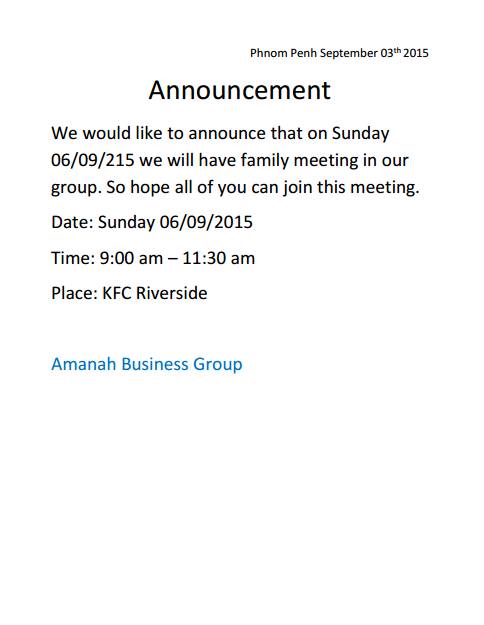 Phnom Penh September 03th 2015
Announcement
We would like to announce that on Sunday
06/09/215 we will have family meeting in our
group. So hope all of you can join this meeting.
Date: Sunday 06/09/2015
Time: 9:00 am – 11:30 am
Place: KFC Riverside
Amanah Business Group